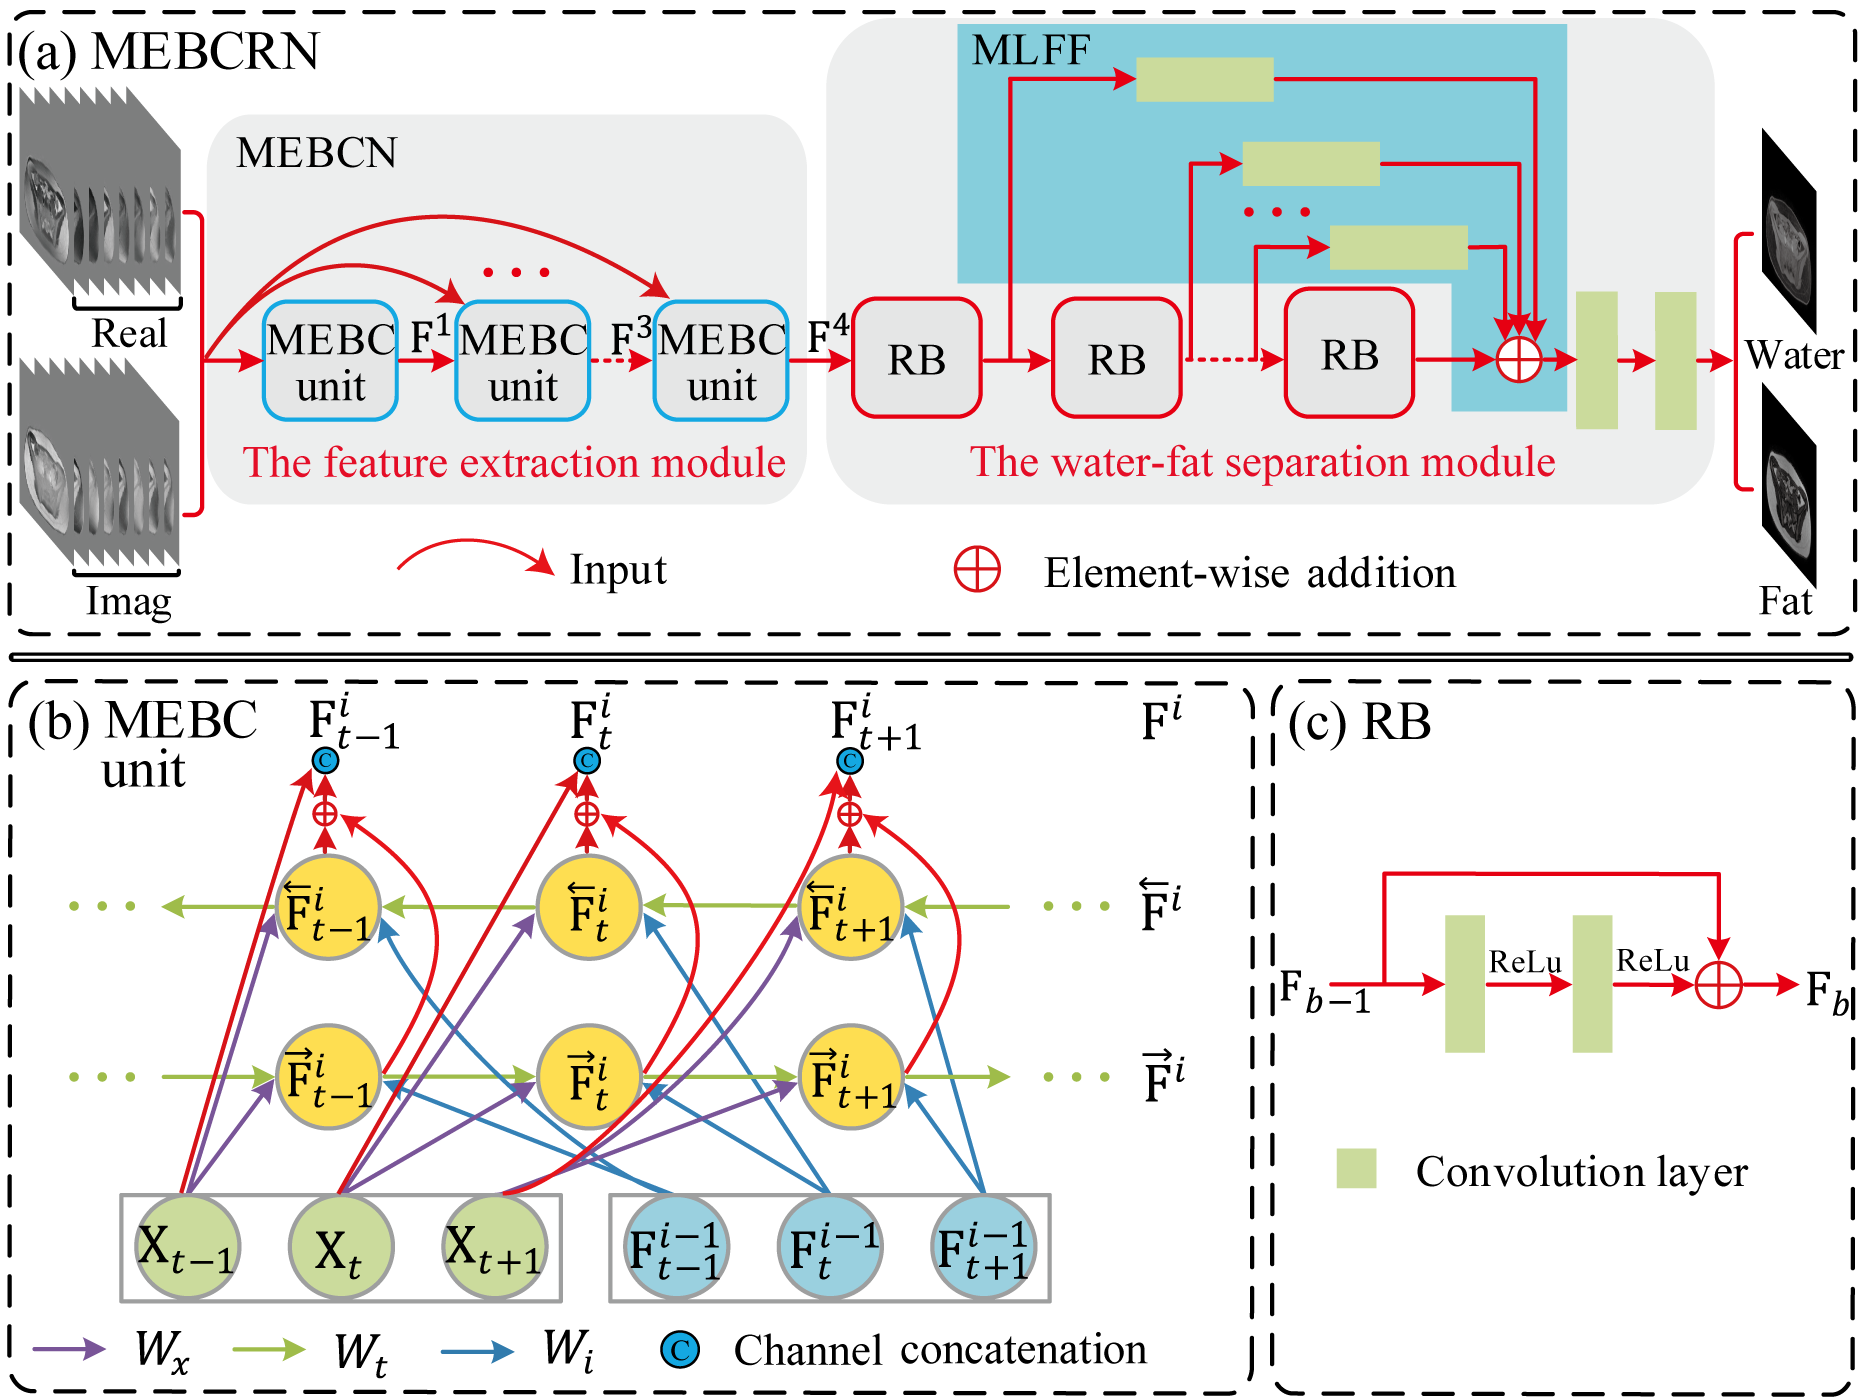 (a) MEBCRN
MLFF
MEBCN
Real
Imag
MEBC unit
F^1
MEBC unit
F^3
MEBC unit
F^4
RB
RB
RB
Water
Fat
The feature extraction module
The water-fat separation module
Input
Element-wise addition
(b) MEBC
unit
F^i_{t−1} F^i_t F^i_{t+1} F^i
C C C
\overleftarrow{F}^i_{t−1} \overleftarrow{F}^i_t \overleftarrow{F}^i_{t+1} \overleftarrow{F}^i
\overrightarrow{F}^i_{t−1} \overrightarrow{F}^i_t \overrightarrow{F}^i_{t+1} \overrightarrow{F}^i
X_{t−1} X_t X_{t+1} F^{i−1}_{t−1} F^{i−1}_t F^{i−1}_{t+1}
W_x W_t W_i C Channel concatenation
(c) RB
F_{b−1} ReLu ReLu F_b
Convolution layer